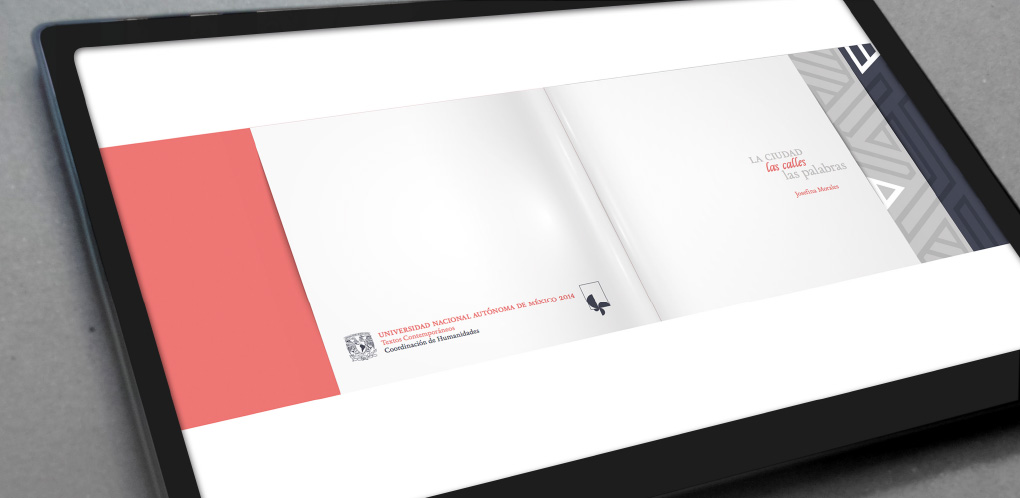 UNIVERSIDAD NACIONAL AUTÓNOMA DE MÉXICO 2014
Textos Contemporáneos
Coordinación de Humanidades
LA CIUDAD
las calles
las palabras
Josefina Morales